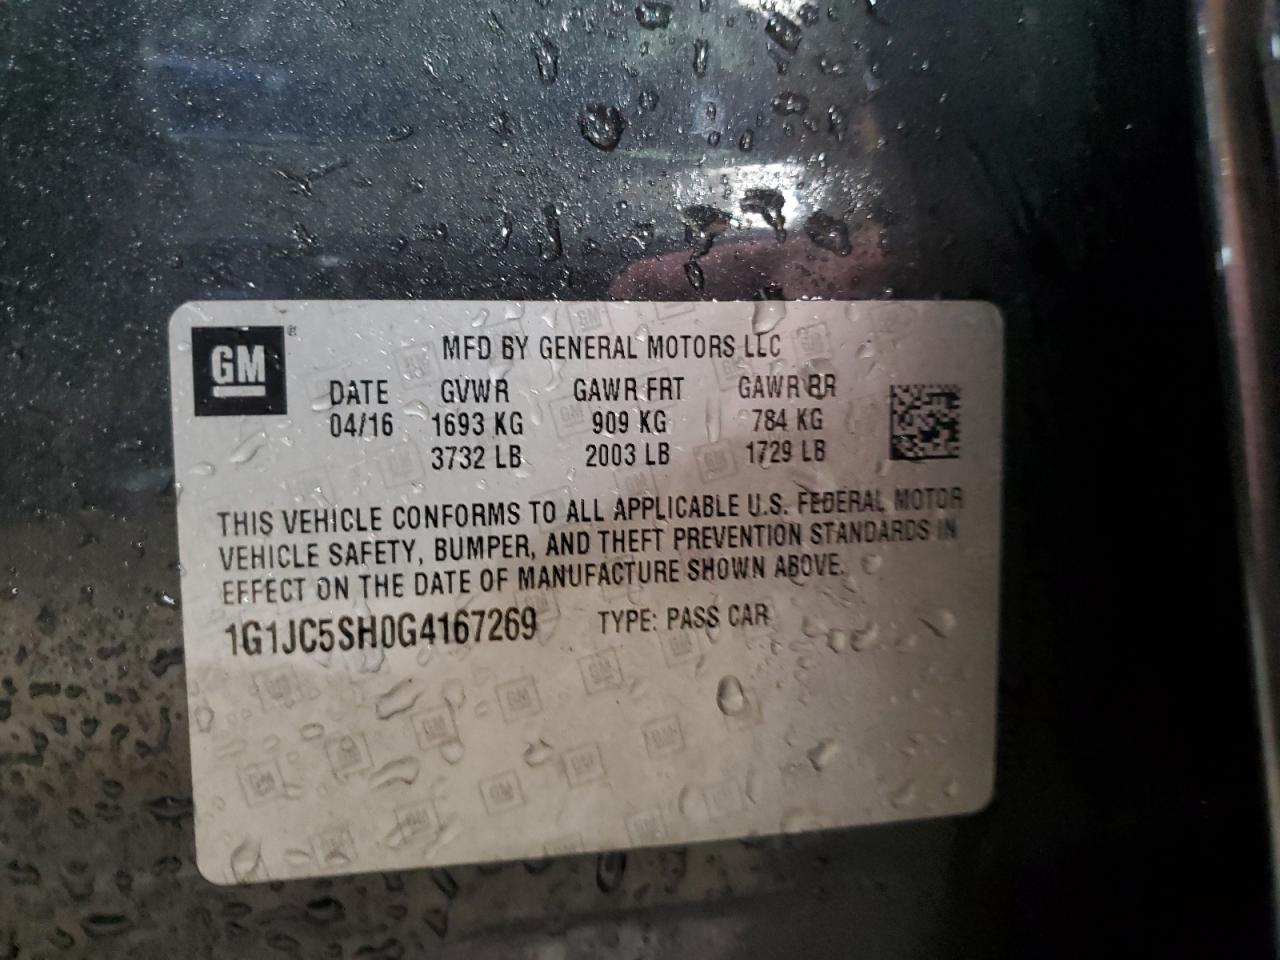 GM
MFD BY GENERAL MOTORS LLC
DATE GVWR GAWR FRT GAWR RR
04/16 1693 KG 909 KG 784 KG
3732 LB 2003 LB 1729 LB
THIS VEHICLE CONFORMS TO ALL APPLICABLE U.S. FEDERAL MOTOR
VEHICLE SAFETY, BUMPER, AND THEFT PREVENTION STANDARDS IN
EFFECT ON THE DATE OF MANUFACTURE SHOWN ABOVE.
1G1JC5SH0G4167269 TYPE: PASS CAR